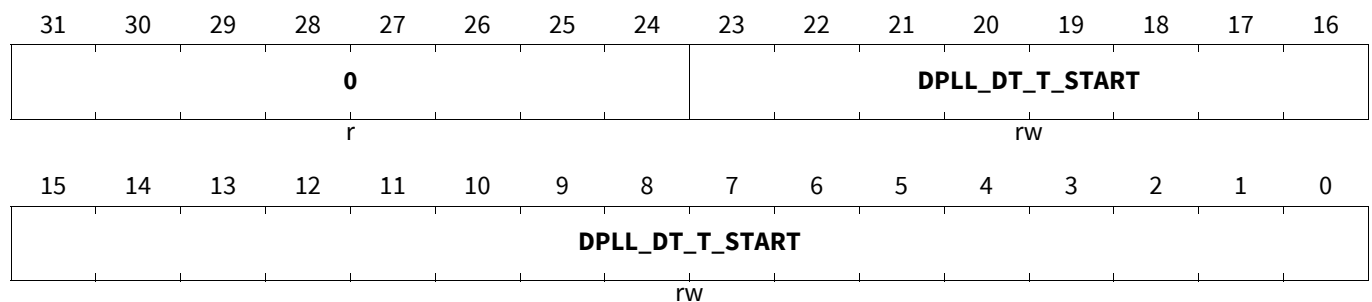 31 30 29 28 27 26 25 24 23 22 21 20 19 18 17 16
0 DPLL_DT_T_START
r rw
15 14 13 12 11 10 9 8 7 6 5 4 3 2 1 0
DPLL_DT_T_START
rw